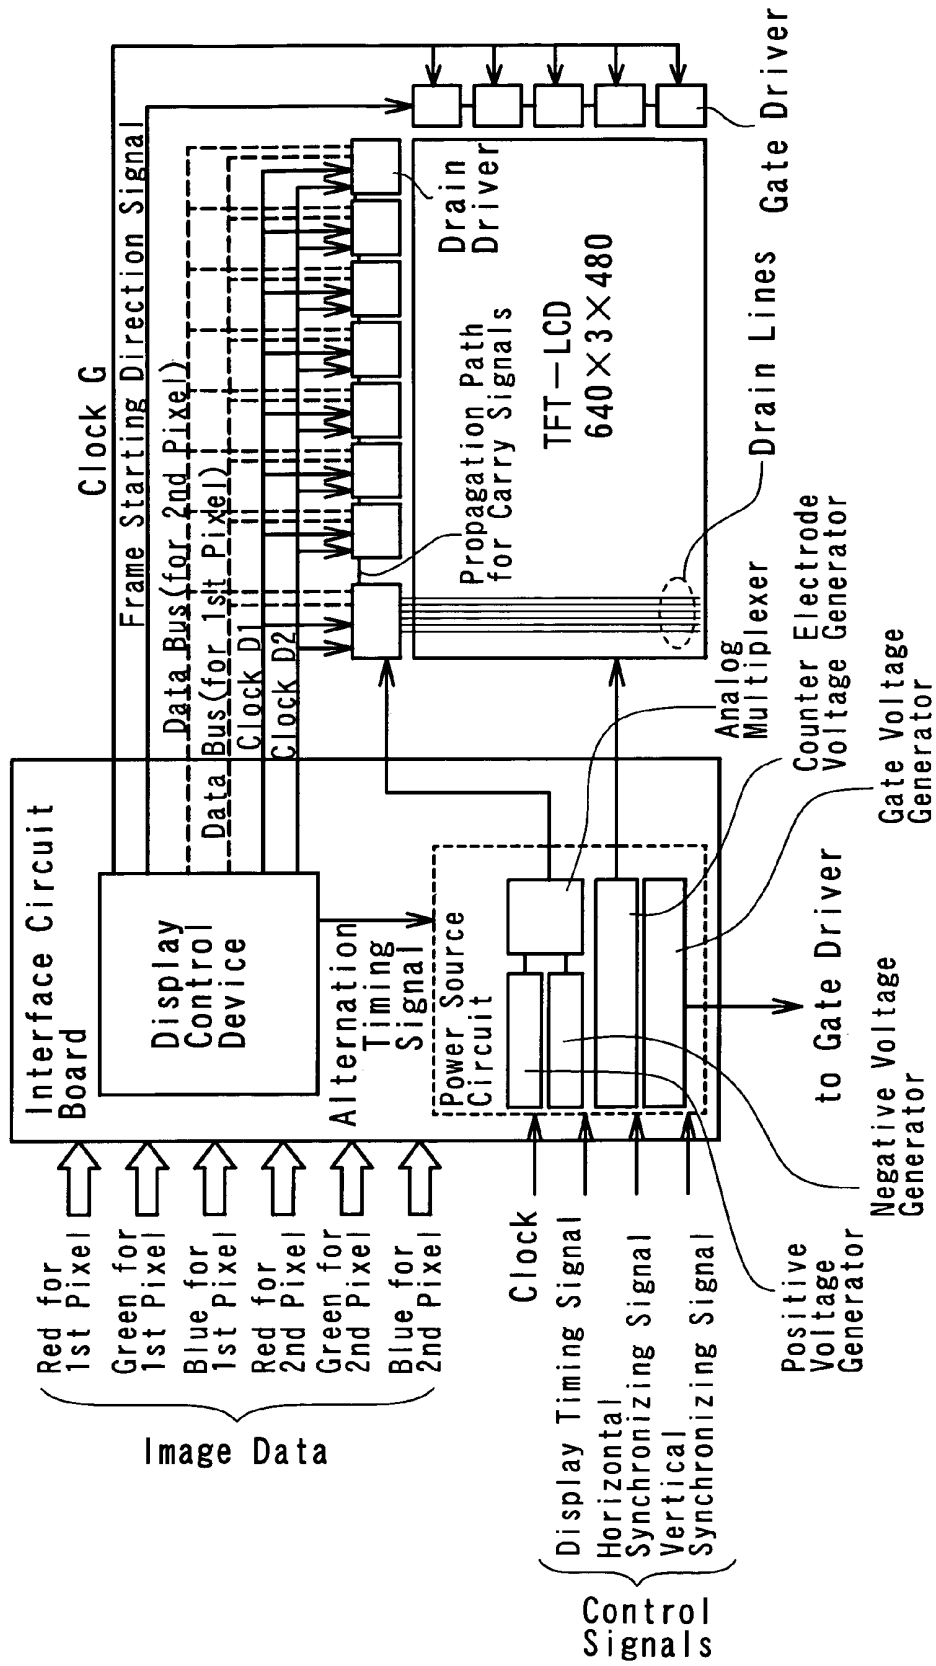 Image Data
Red for
1st Pixel
Green for
1st Pixel
Blue for
1st Pixel
Red for
2nd Pixel
Green for
2nd Pixel
Blue for
2nd Pixel
Control
Signals
Clock
Display Timing Signal
Horizontal
Synchronizing Signal
Vertical
Synchronizing Signal
Interface Circuit
Board
Display
Control
Device
Alternation
Timing
Signal
Power Source
Circuit
Positive
Voltage
Generator
Negative Voltage
Generator
to Gate Driver
Gate Voltage
Generator
Counter Electrode
Voltage Generator
Analog
Multiplexer
Clock G
Frame Starting Direction Signal
Data Bus(for 2nd Pixel)
Data Bus(for 1st Pixel)
Clock D1
Clock D2
Propagation Path
for Carry Signals
Drain
Driver
TFT-LCD
640×3×480
Drain Lines
Gate Driver